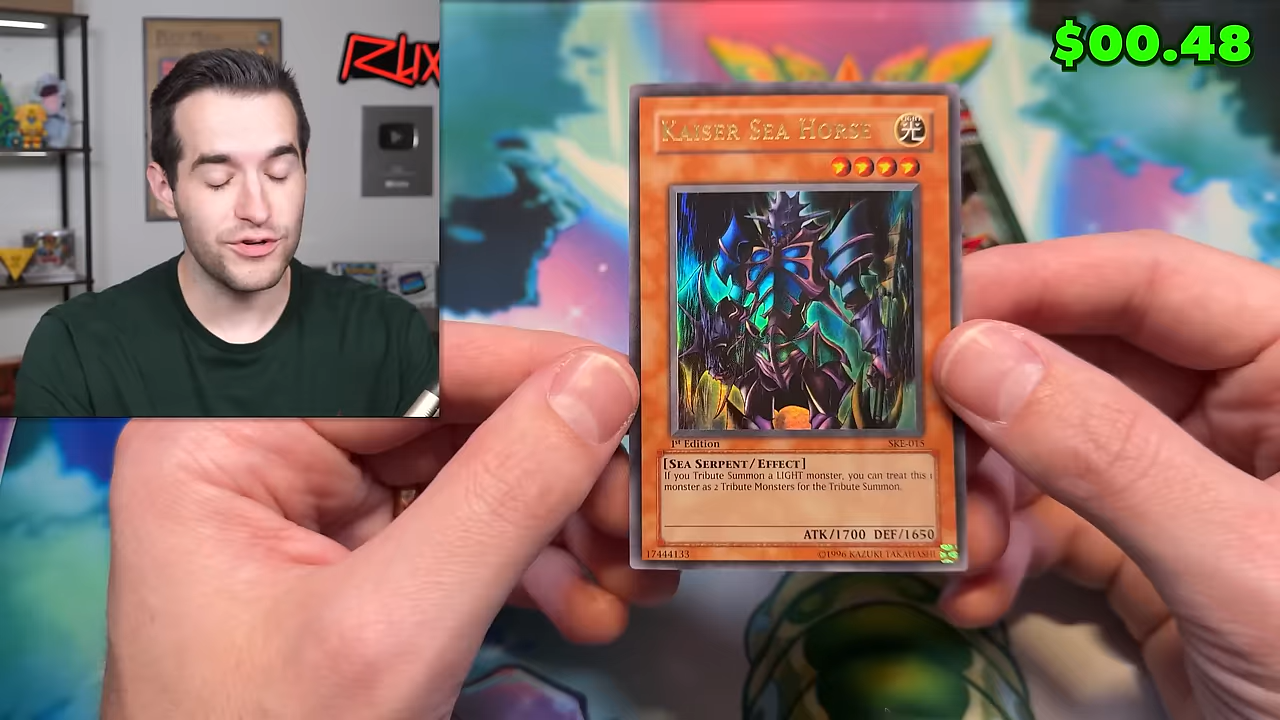 $00.48
RUX
KAISER SEA HORSE
LIGHT
光
1st Edition
SKE-015
[SEA SERPENT/EFFECT]
If you Tribute Summon a LIGHT monster, you can treat this 1
monster as 2 Tribute Monsters for the Tribute Summon.
ATK/1700 DEF/1650
17444133
©1996 KAZUKI TAKAHASHI